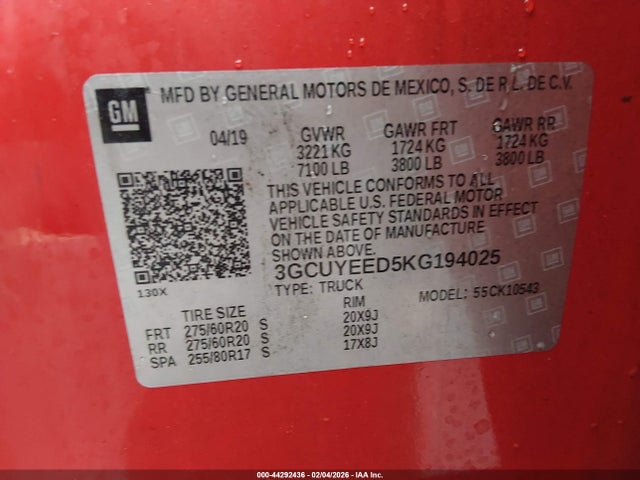 GM
MFD BY GENERAL MOTORS DE MEXICO, S. DE R.L. DE C.V.
04/19 GVWR GAWR FRT GAWR RR
3221 KG 1724 KG 1724 KG
7100 LB 3800 LB 3800 LB
THIS VEHICLE CONFORMS TO ALL
APPLICABLE U.S. FEDERAL MOTOR
VEHICLE SAFETY STANDARDS IN EFFECT
ON THE DATE OF MANUFACTURE
SHOWN ABOVE.
3GCUYEED5KG194025
130X TYPE: TRUCK MODEL: 55CK10543
TIRE SIZE RIM
FRT 275/60R20 S 20X9J
RR 275/60R20 S 20X9J
SPA 255/80R17 S 17X8J
000-44292436 - 02/04/2026 - IAA Inc.